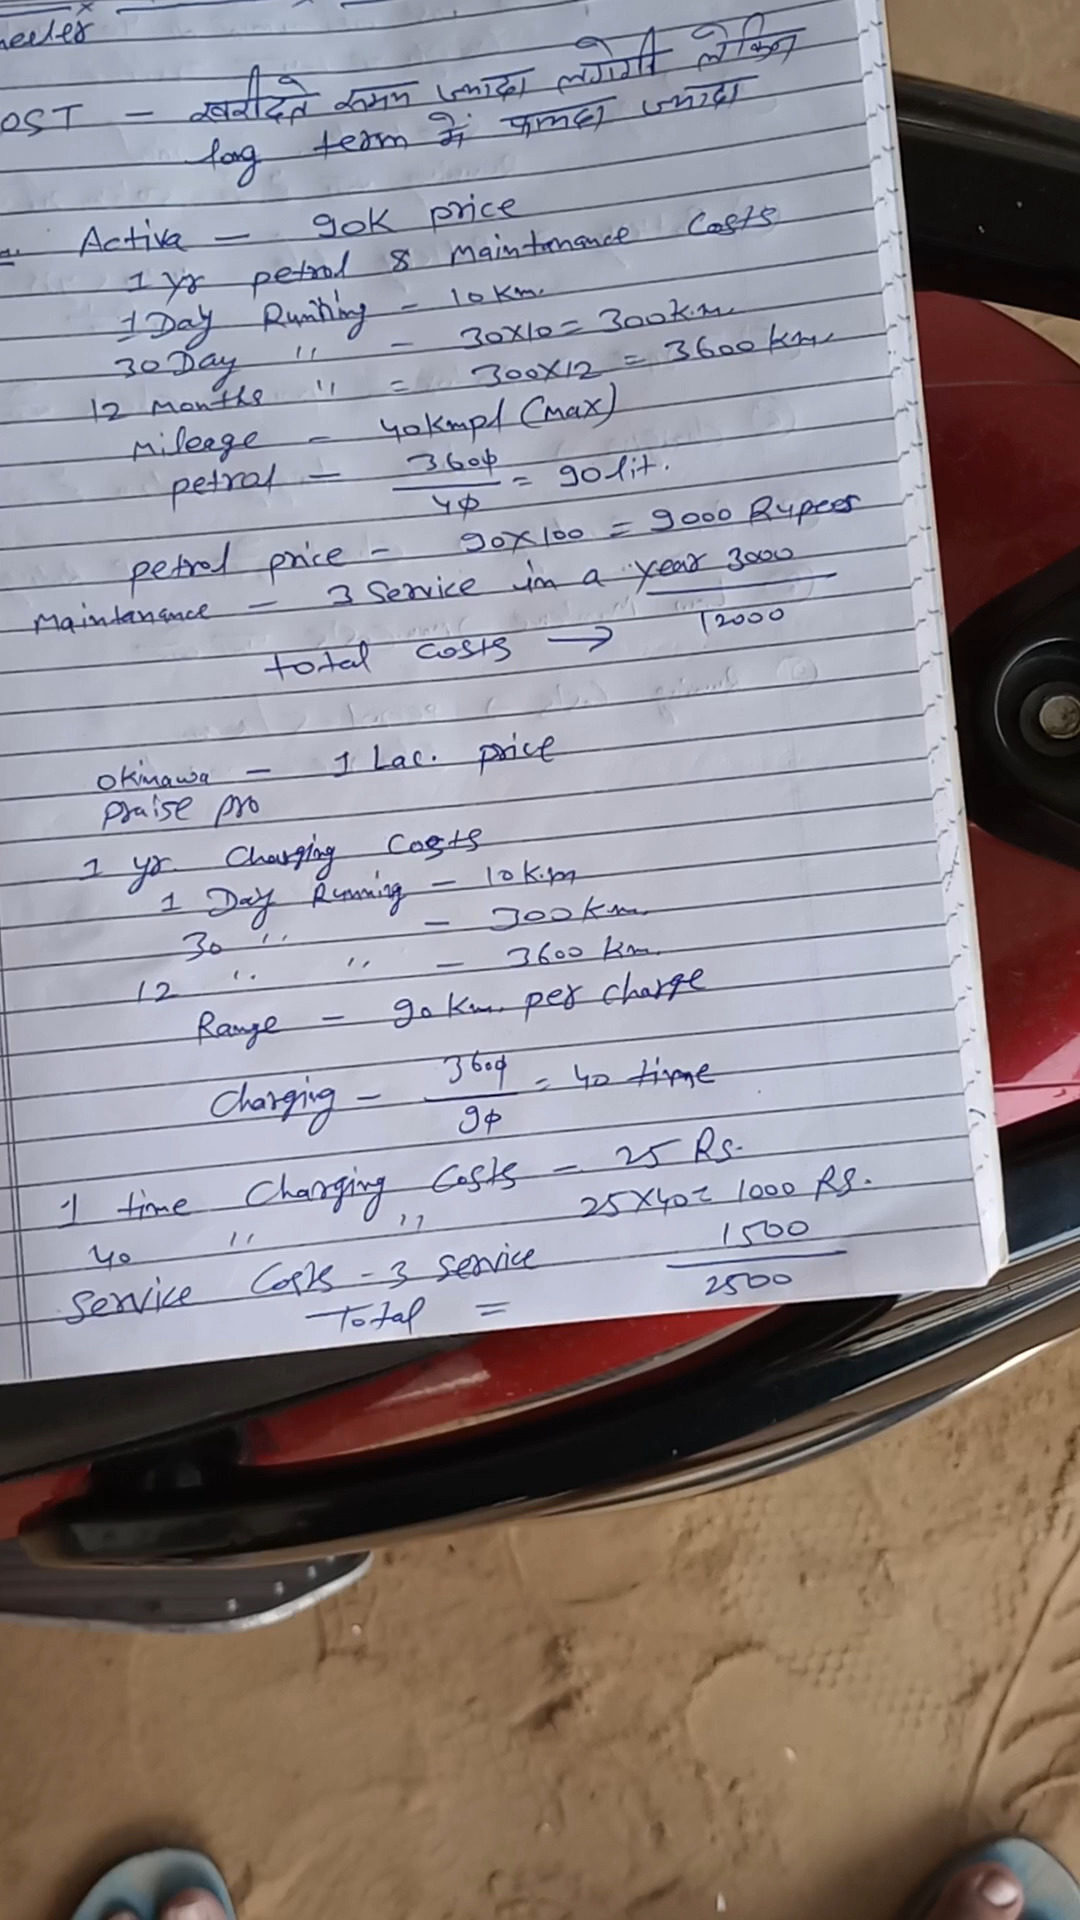 COST - खरीदते समय ज्यादा लगेगी लेकिन
log term में फायदा ज्यादा
Activa - 90K price
1 yr petrol & Maintenance Costs
1 Day Running - 10 Km.
30 Day " - 30x10 = 300 k.m.
12 Months " = 300x12 = 3600 km.
Mileage - 40 Kmpl (Max)
petrol - 3600/40 = 90 lit.
petrol price - 90x100 = 9000 Rupees
Maintanance - 3 Service in a year 3000
total costs → 12000
Okinawa - 1 Lac. price
Praise pro
1 yr. Charging Costs
1 Day Running - 10 k.m
30 " - 300 km.
12 " " - 3600 km.
Range - 90 Km. per charge
Charging - 3600/90 = 40 time
1 time Charging Costs - 25 Rs.
40 " " 25x40= 1000 RS.
Service Costs - 3 service 1500
Total = 2500